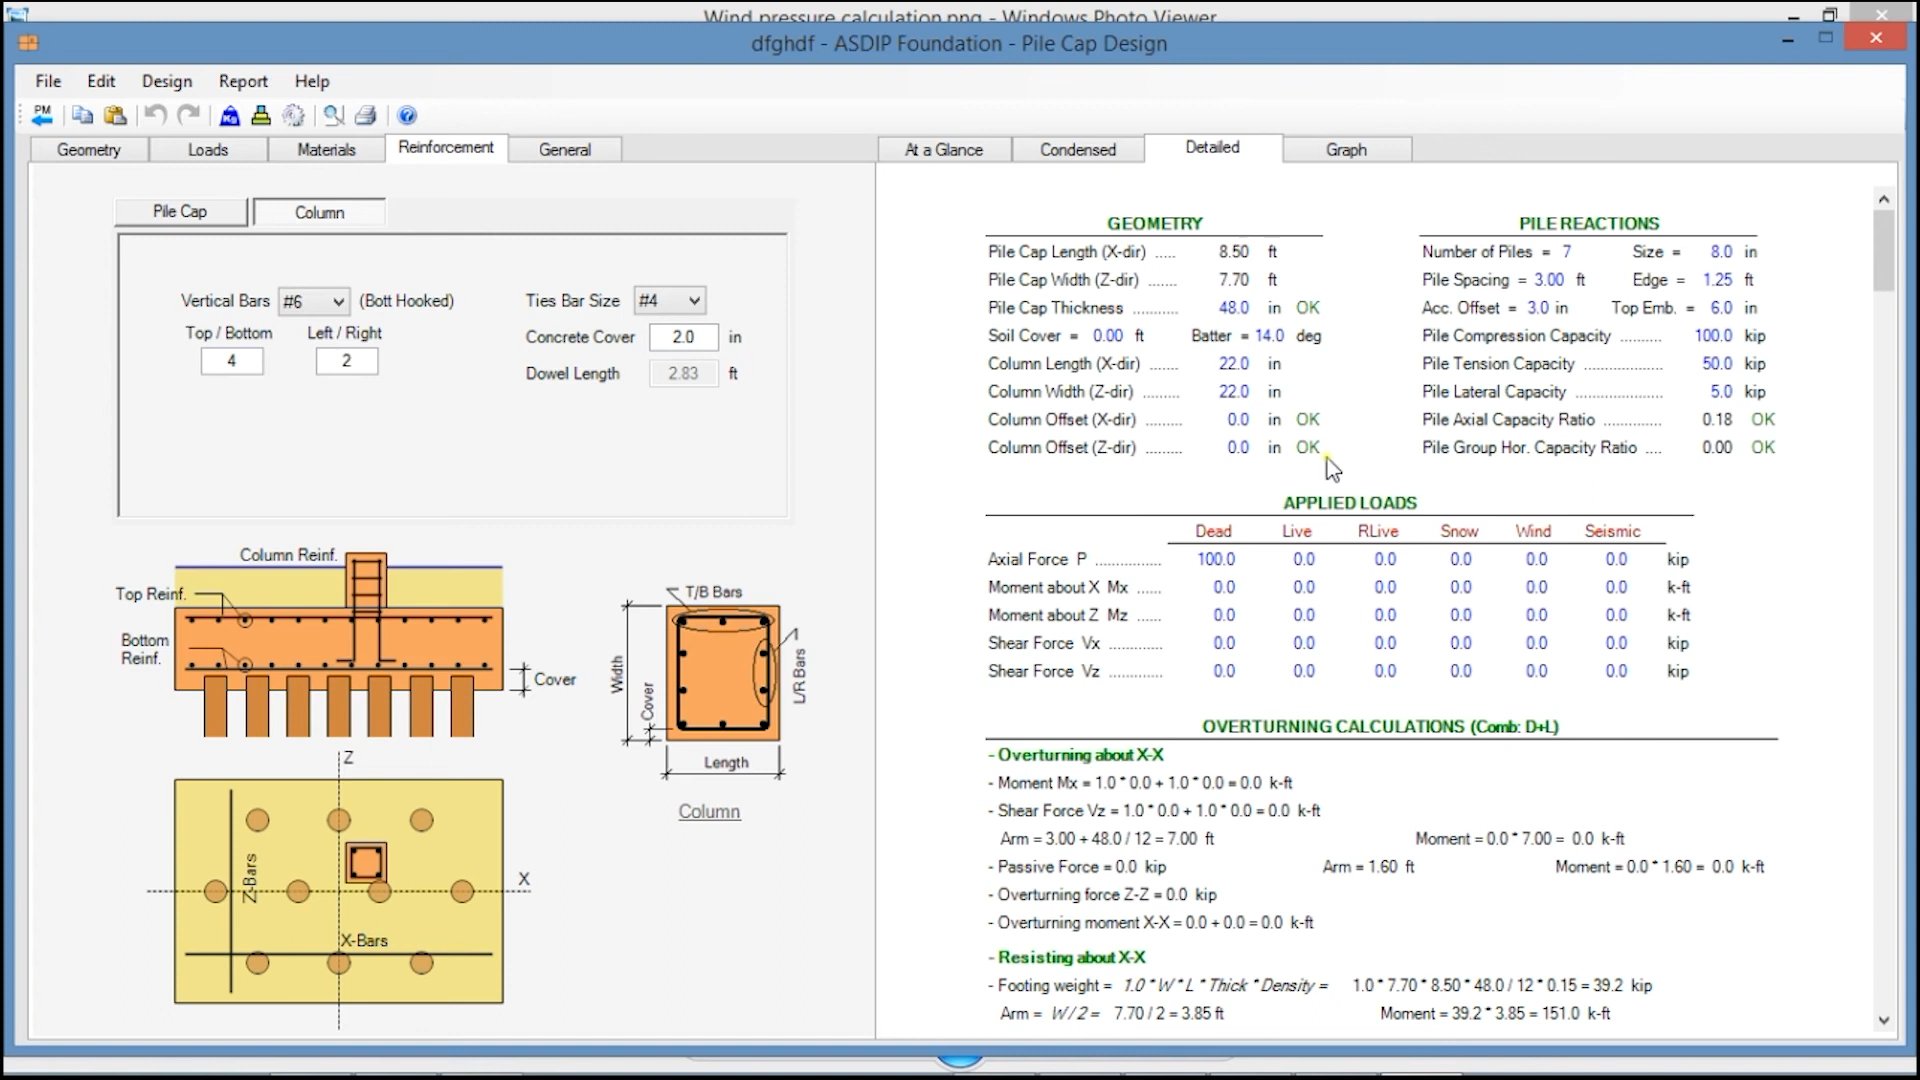 Wind pressure calculation.png - Windows Photo Viewer
dfghdf - ASDIP Foundation - Pile Cap Design
File Edit Design Report Help
PM
Geometry Loads Materials Reinforcement General
At a Glance Condensed Detailed Graph
Pile Cap Column
Vertical Bars #6 (Bott Hooked) Ties Bar Size #4
Top / Bottom Left / Right Concrete Cover 2.0 in
4 2
Dowel Length 2.83 ft
Column Reinf.
Top Reinf.
Bottom
Reinf.
Cover
T/B Bars
Width
Cover
L/R Bars
Length
Column
Z
Z-Bars
X
X-Bars
GEOMETRY
Pile Cap Length (X-dir) ..... 8.50 ft
Pile Cap Width (Z-dir) ....... 7.70 ft
Pile Cap Thickness ........... 48.0 in OK
Soil Cover = 0.00 ft Batter = 14.0 deg
Column Length (X-dir) ....... 22.0 in
Column Width (Z-dir) ......... 22.0 in
Column Offset (X-dir) ......... 0.0 in OK
Column Offset (Z-dir) ......... 0.0 in OK
PILE REACTIONS
Number of Piles = 7 Size = 8.0 in
Pile Spacing = 3.00 ft Edge = 1.25 ft
Acc. Offset = 3.0 in Top Emb. = 6.0 in
Pile Compression Capacity .......... 100.0 kip
Pile Tension Capacity ................... 50.0 kip
Pile Lateral Capacity ..................... 5.0 kip
Pile Axial Capacity Ratio .............. 0.18 OK
Pile Group Hor. Capacity Ratio .... 0.00 OK
APPLIED LOADS
Dead Live RLive Snow Wind Seismic
Axial Force P ................ 100.0 0.0 0.0 0.0 0.0 0.0 kip
Moment about X Mx ...... 0.0 0.0 0.0 0.0 0.0 0.0 k-ft
Moment about Z Mz ...... 0.0 0.0 0.0 0.0 0.0 0.0 k-ft
Shear Force Vx ............. 0.0 0.0 0.0 0.0 0.0 0.0 kip
Shear Force Vz ............. 0.0 0.0 0.0 0.0 0.0 0.0 kip
OVERTURNING CALCULATIONS (Comb: D+L)
- Overturning about X-X
- Moment Mx = 1.0 * 0.0 + 1.0 * 0.0 = 0.0 k-ft
- Shear Force Vz = 1.0 * 0.0 + 1.0 * 0.0 = 0.0 k-ft
Arm = 3.00 + 48.0 / 12 = 7.00 ft Moment = 0.0 * 7.00 = 0.0 k-ft
- Passive Force = 0.0 kip Arm = 1.60 ft Moment = 0.0 * 1.60 = 0.0 k-ft
- Overturning force Z-Z = 0.0 kip
- Overturning moment X-X = 0.0 + 0.0 = 0.0 k-ft
- Resisting about X-X
- Footing weight = 1.0 * W * L * Thick * Density = 1.0 * 7.70 * 8.50 * 48.0 / 12 * 0.15 = 39.2 kip
Arm = W / 2 = 7.70 / 2 = 3.85 ft Moment = 39.2 * 3.85 = 151.0 k-ft